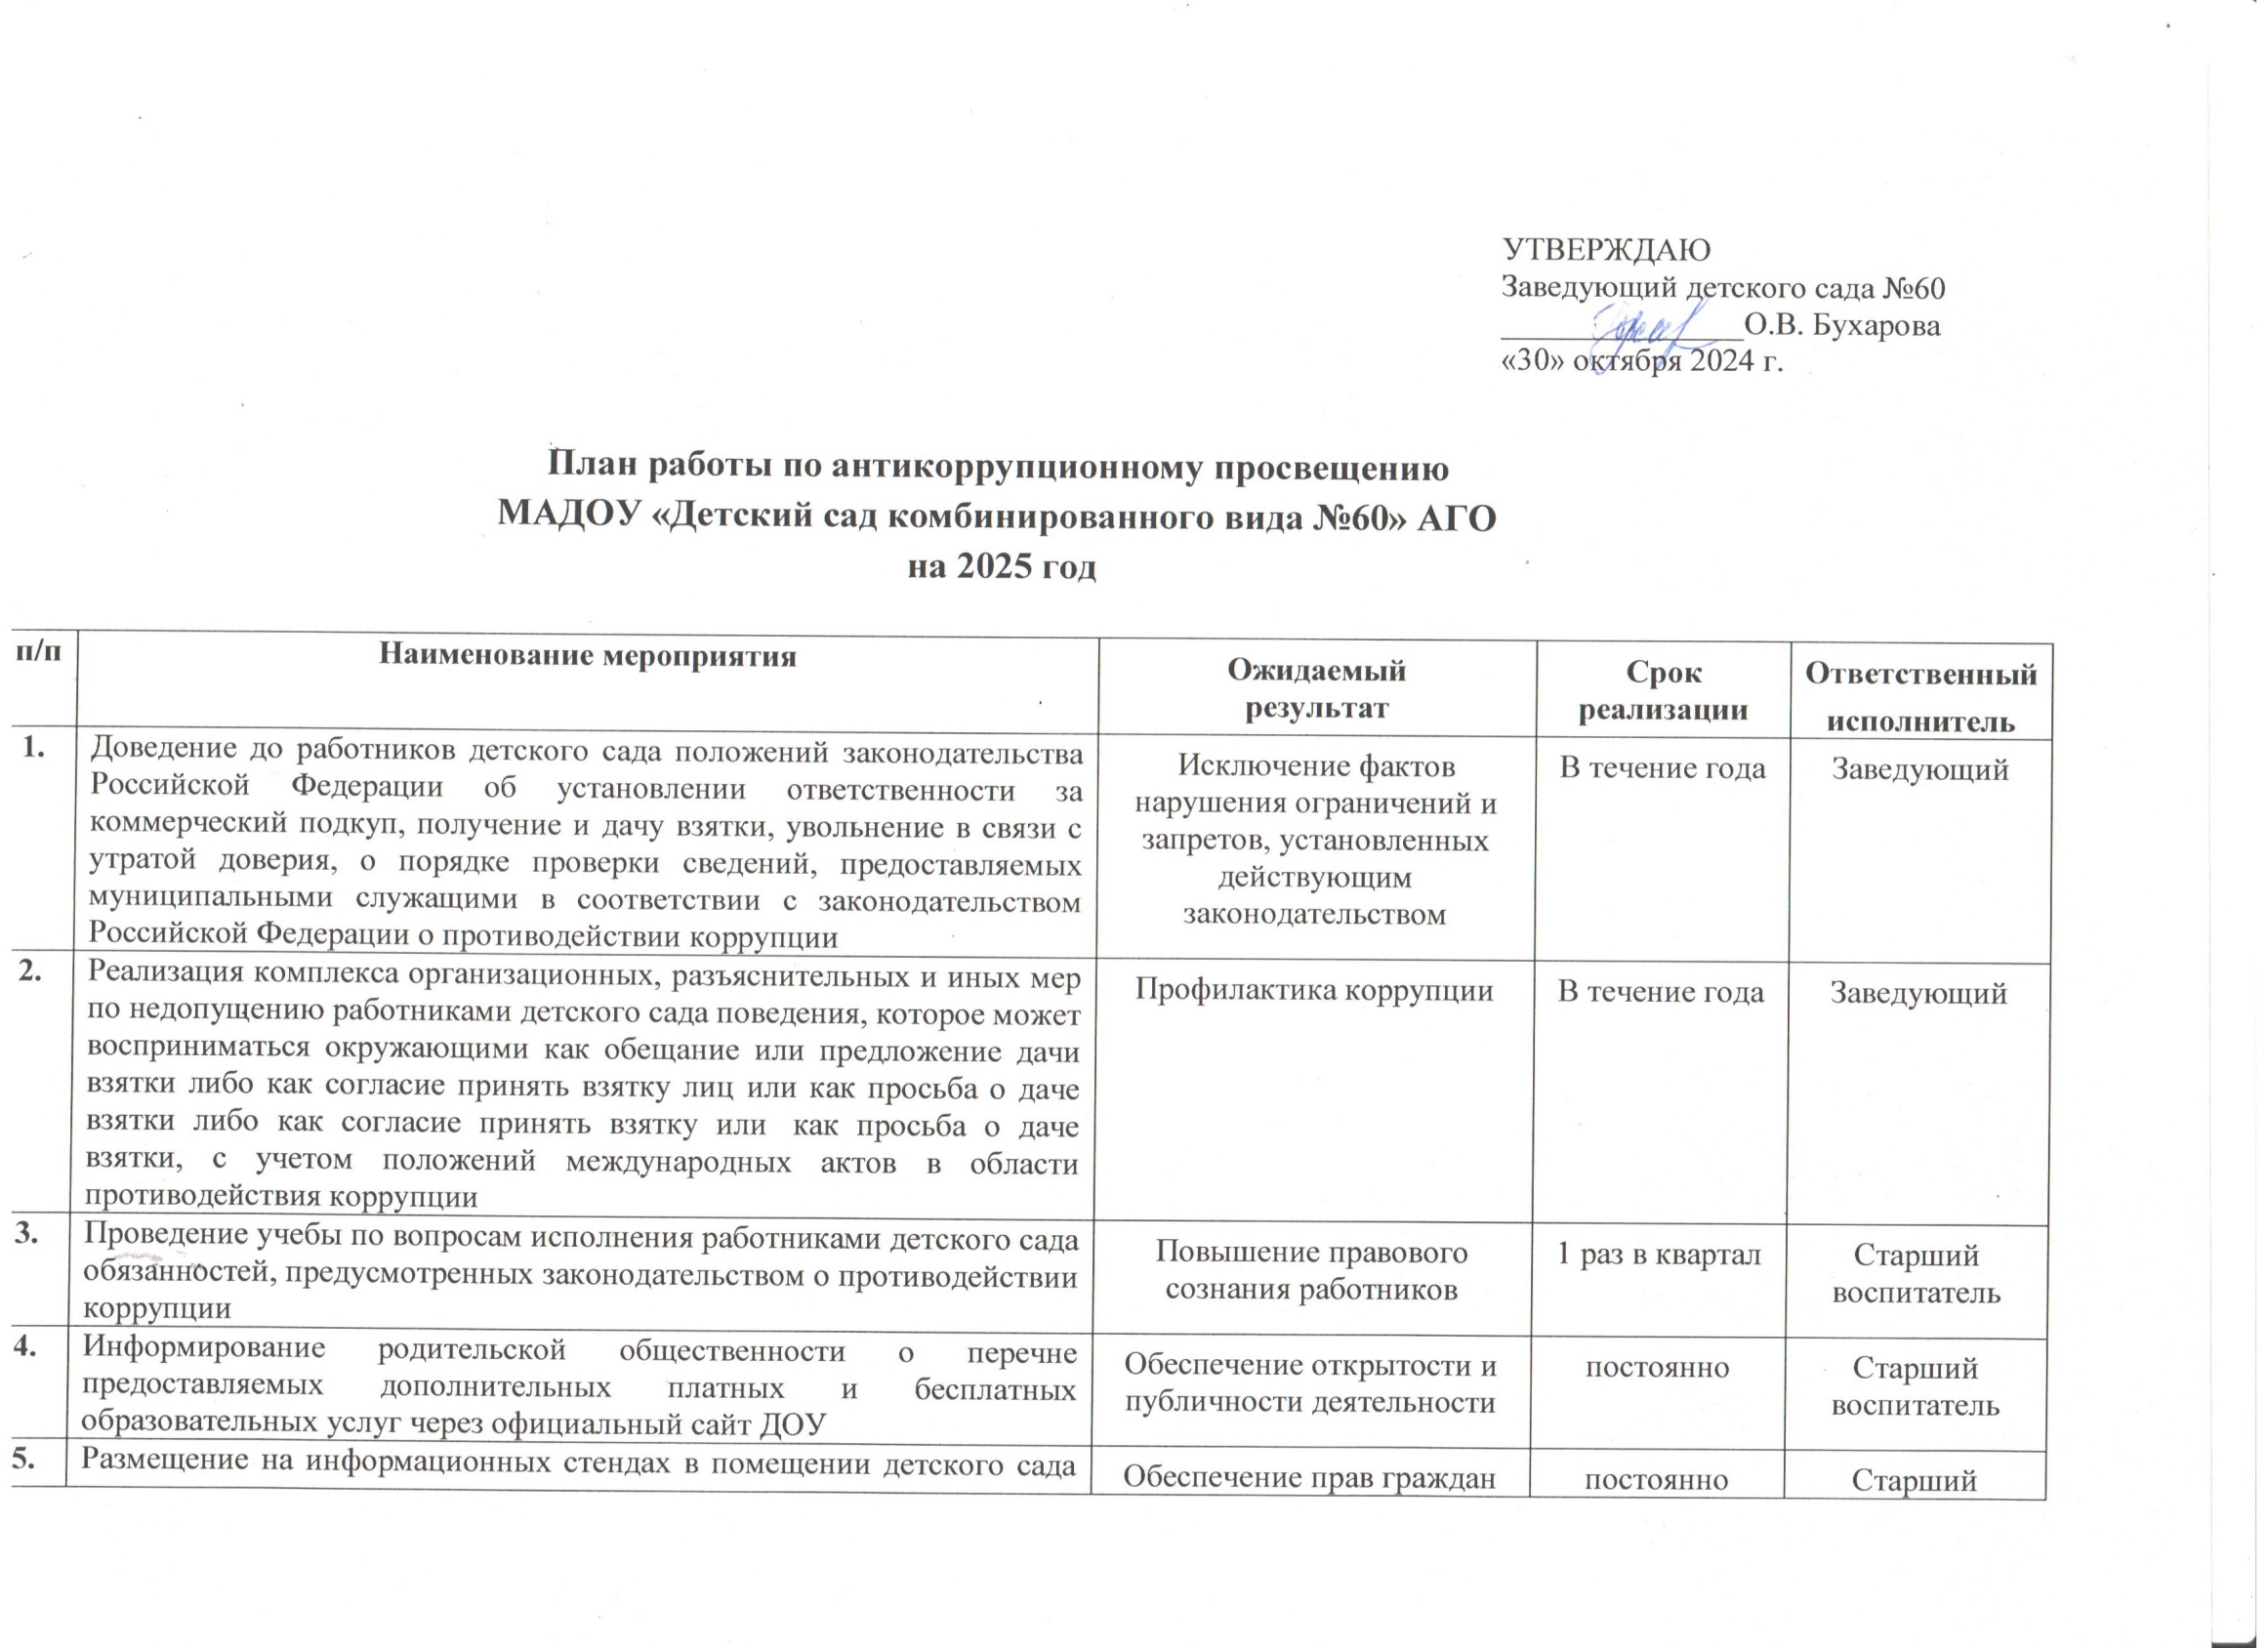 УТВЕРЖДАЮ
Заведующий детского сада №60
О.В. Бухарова
«30» октября 2024 г.
План работы по антикоррупционному просвещению
МАДОУ «Детский сад комбинированного вида №60» АГО
на 2025 год
п/п
Наименование мероприятия
Ожидаемый
результат
Срок
реализации
Ответственный
исполнитель
1.
Доведение до работников детского сада положений законодательства
Российской Федерации об установлении ответственности за
коммерческий подкуп, получение и дачу взятки, увольнение в связи с
утратой доверия, о порядке проверки сведений, предоставляемых
муниципальными служащими в соответствии с законодательством
Российской Федерации о противодействии коррупции
Исключение фактов
нарушения ограничений и
запретов, установленных
действующим
законодательством
В течение года
Заведующий
2.
Реализация комплекса организационных, разъяснительных и иных мер
по недопущению работниками детского сада поведения, которое может
восприниматься окружающими как обещание или предложение дачи
взятки либо как согласие принять взятку лиц или как просьба о даче
взятки либо как согласие принять взятку или как просьба о даче
взятки, с учетом положений международных актов в области
противодействия коррупции
Профилактика коррупции
В течение года
Заведующий
3.
Проведение учебы по вопросам исполнения работниками детского сада
обязанностей, предусмотренных законодательством о противодействии
коррупции
Повышение правового
сознания работников
1 раз в квартал
Старший
воспитатель
4.
Информирование родительской общественности о перечне
предоставляемых дополнительных платных и бесплатных
образовательных услуг через официальный сайт ДОУ
Обеспечение открытости и
публичности деятельности
постоянно
Старший
воспитатель
5.
Размещение на информационных стендах в помещении детского сада
Обеспечение прав граждан
постоянно
Старший